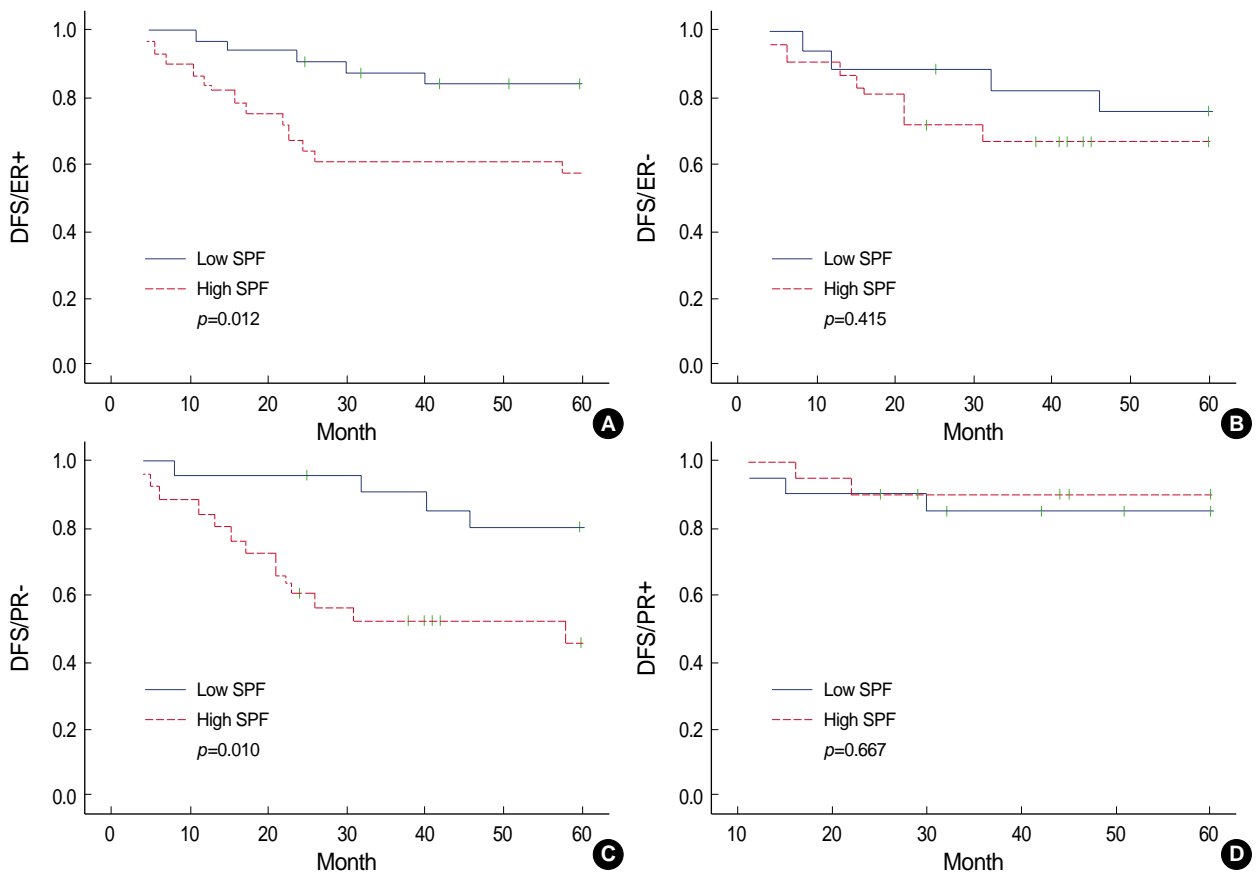 1.0
0.8
0.6
0.4
0.2
0.0
DFS/ER+
Low SPF
High SPF
p=0.012
0 10 20 30 40 50 60
Month
A
1.0
0.8
0.6
0.4
0.2
0.0
DFS/ER-
Low SPF
High SPF
p=0.415
0 10 20 30 40 50 60
Month
B
1.0
0.8
0.6
0.4
0.2
0.0
DFS/PR-
Low SPF
High SPF
p=0.010
0 10 20 30 40 50 60
Month
C
1.0
0.8
0.6
0.4
0.2
0.0
DFS/PR+
Low SPF
High SPF
p=0.667
10 20 30 40 50 60
Month
D